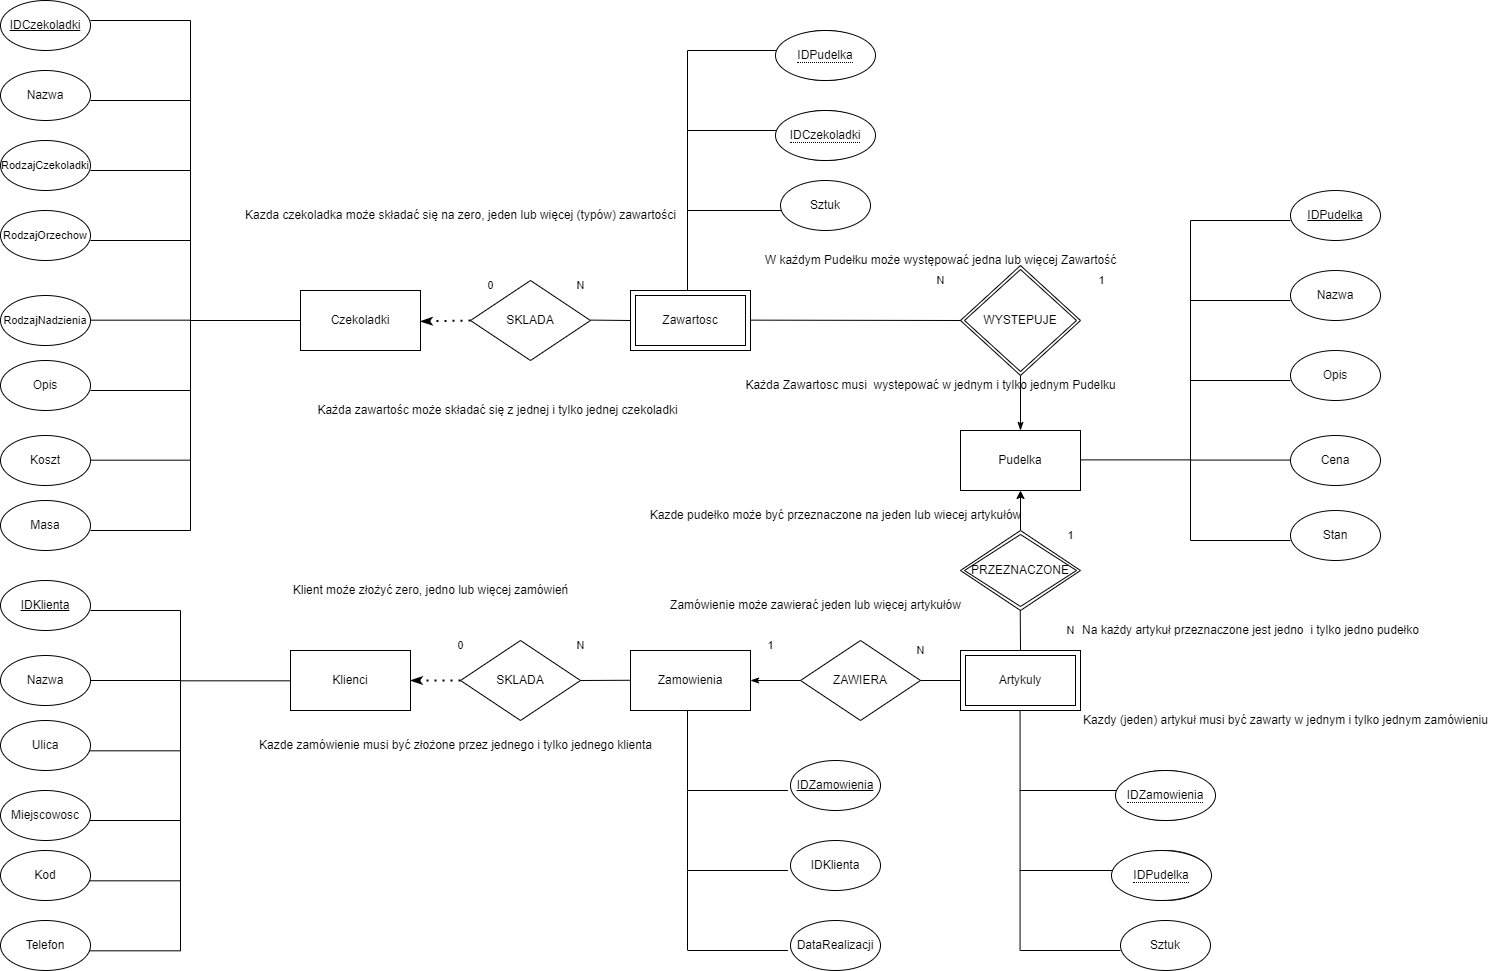 IDCzekoladki
Nazwa
RodzajCzekoladki
RodzajOrzechow
RodzajNadzienia
Opis
Koszt
Masa
Czekoladki
Kazda czekoladka może składać się na zero, jeden lub więcej (typów) zawartości
0
N
SKLADA
Każda zawartośc może składać się z jednej i tylko jednej czekoladki
IDPudelka
IDCzekoladki
Sztuk
Zawartosc
W każdym Pudełku może występować jedna lub więcej Zawartość
N
1
WYSTEPUJE
Każda Zawartosc musi wystepować w jednym i tylko jednym Pudelku
Pudelka
IDPudelka
Nazwa
Opis
Cena
Stan
Kazde pudełko może być przeznaczone na jeden lub wiecej artykułów
1
PRZEZNACZONE
N
Na każdy artykuł przeznaczone jest jedno i tylko jedno pudełko
IDKlienta
Nazwa
Ulica
Miejscowosc
Kod
Telefon
Klienci
Klient może złożyć zero, jedno lub więcej zamówień
0
N
SKLADA
Kazde zamówienie musi być złożone przez jednego i tylko jednego klienta
Zamowienia
IDZamowienia
IDKlienta
DataRealizacji
Zamówienie może zawierać jeden lub więcej artykułów
1
N
ZAWIERA
Artykuly
Kazdy (jeden) artykuł musi być zawarty w jednym i tylko jednym zamówieniu
IDZamowienia
IDPudelka
Sztuk